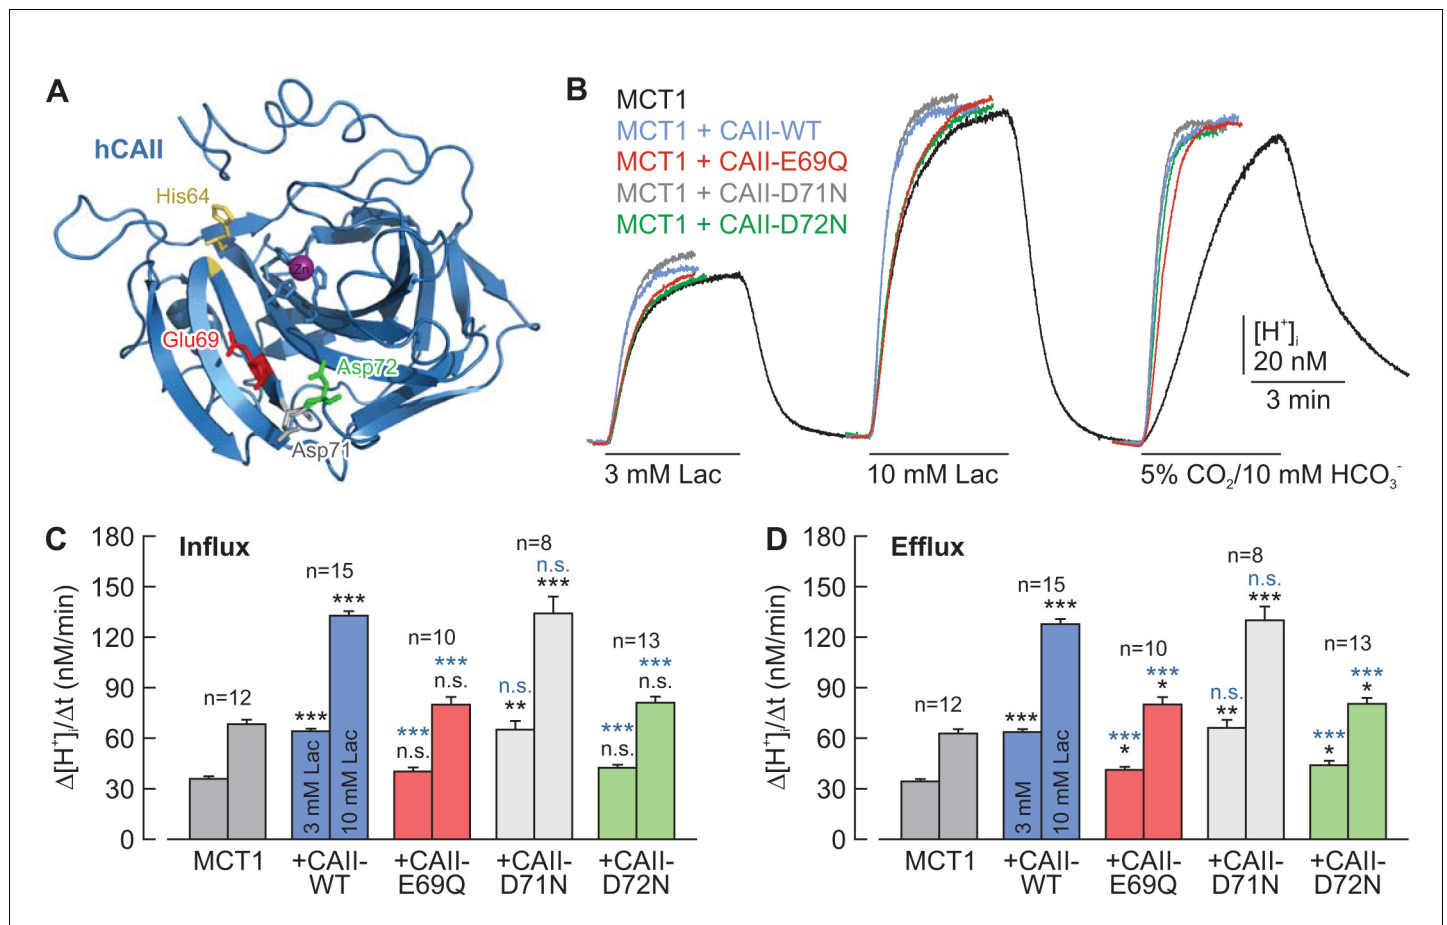 A
hCAII
His64
Zn
Glu69
Asp72
Asp71
B
MCT1
MCT1 + CAII-WT
MCT1 + CAII-E69Q
MCT1 + CAII-D71N
MCT1 + CAII-D72N
[H⁺]ᵢ
20 nM
3 min
3 mM Lac
10 mM Lac
5% CO₂/10 mM HCO₃⁻
C
Influx
Δ[H⁺]ᵢ/Δt (nM/min)
180
150
120
90
60
30
0
n=12
n=15
***
***
3 mM Lac
10 mM Lac
n=10
***
n.s.
***
n.s.
n=8
n.s.
***
n.s.
**
n=13
***
n.s.
***
n.s.
MCT1
+CAII-WT
+CAII-E69Q
+CAII-D71N
+CAII-D72N
D
Efflux
Δ[H⁺]ᵢ/Δt (nM/min)
180
150
120
90
60
30
0
n=12
n=15
***
***
3 mM
10 mM Lac
n=10
***
*
***
*
n=8
n.s.
***
n.s.
**
n=13
***
*
***
*
MCT1
+CAII-WT
+CAII-E69Q
+CAII-D71N
+CAII-D72N